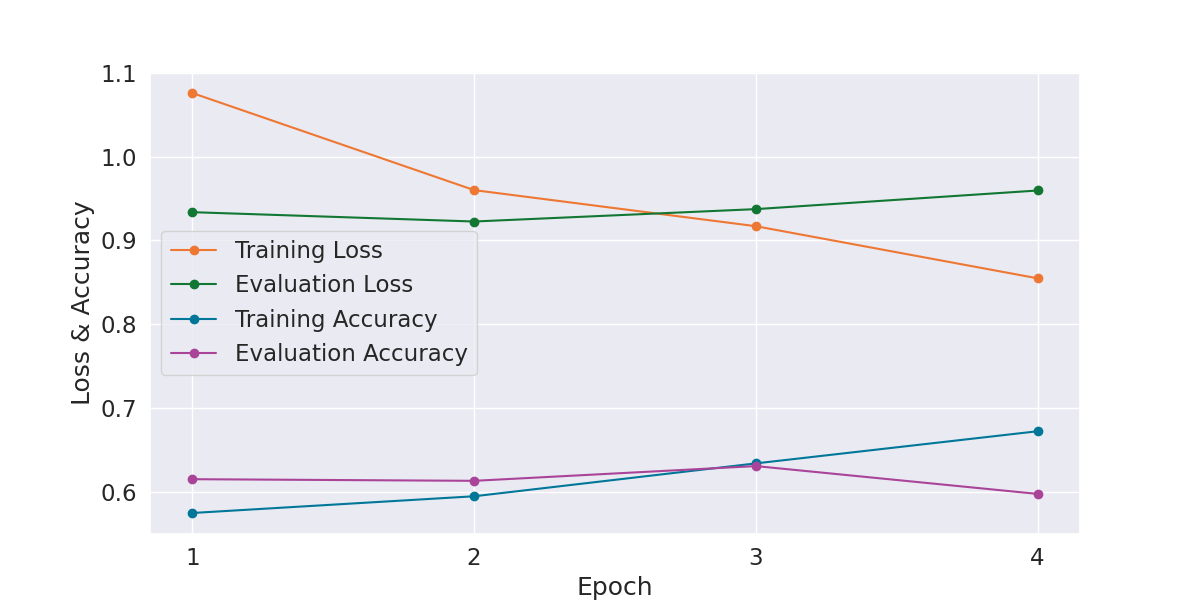 Loss & Accuracy
1.1
1.0
0.9
0.8
0.7
0.6
Training Loss
Evaluation Loss
Training Accuracy
Evaluation Accuracy
1 2 3 4
Epoch